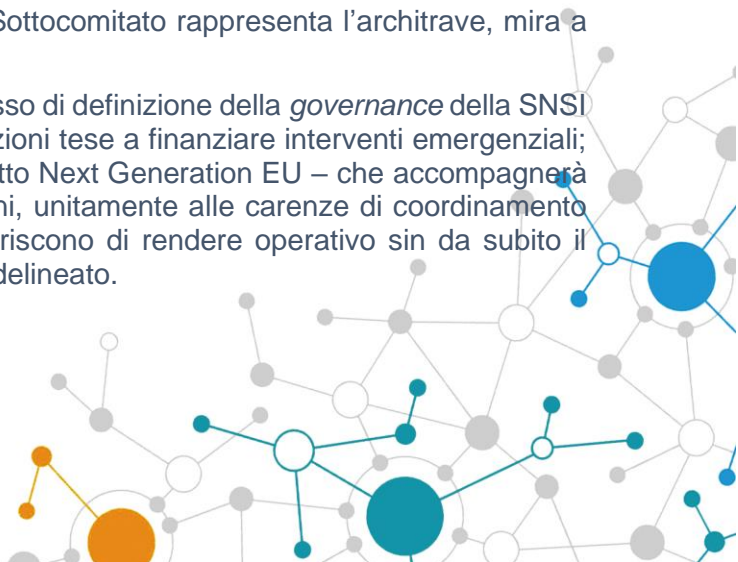 Sottocomitato rappresenta l’architrave, mira a
sso di definizione della governance della SNSI
zioni tese a finanziare interventi emergenziali;
tto Next Generation EU – che accompagnerà
ni, unitamente alle carenze di coordinamento
riscono di rendere operativo sin da subito il
delineato.